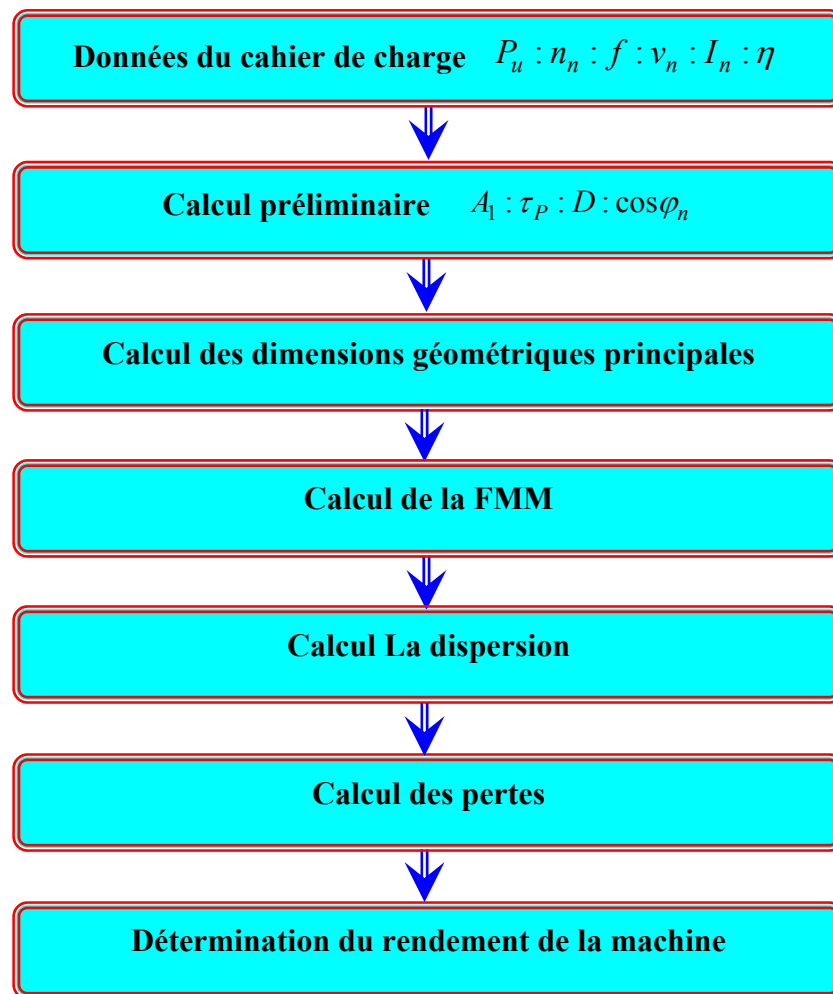 Données du cahier de charge P_u : n_n : f : v_n : I_n : η
Calcul préliminaire A_1 : τ_P : D : cosφ_n
Calcul des dimensions géométriques principales
Calcul de la FMM
Calcul La dispersion
Calcul des pertes
Détermination du rendement de la machine